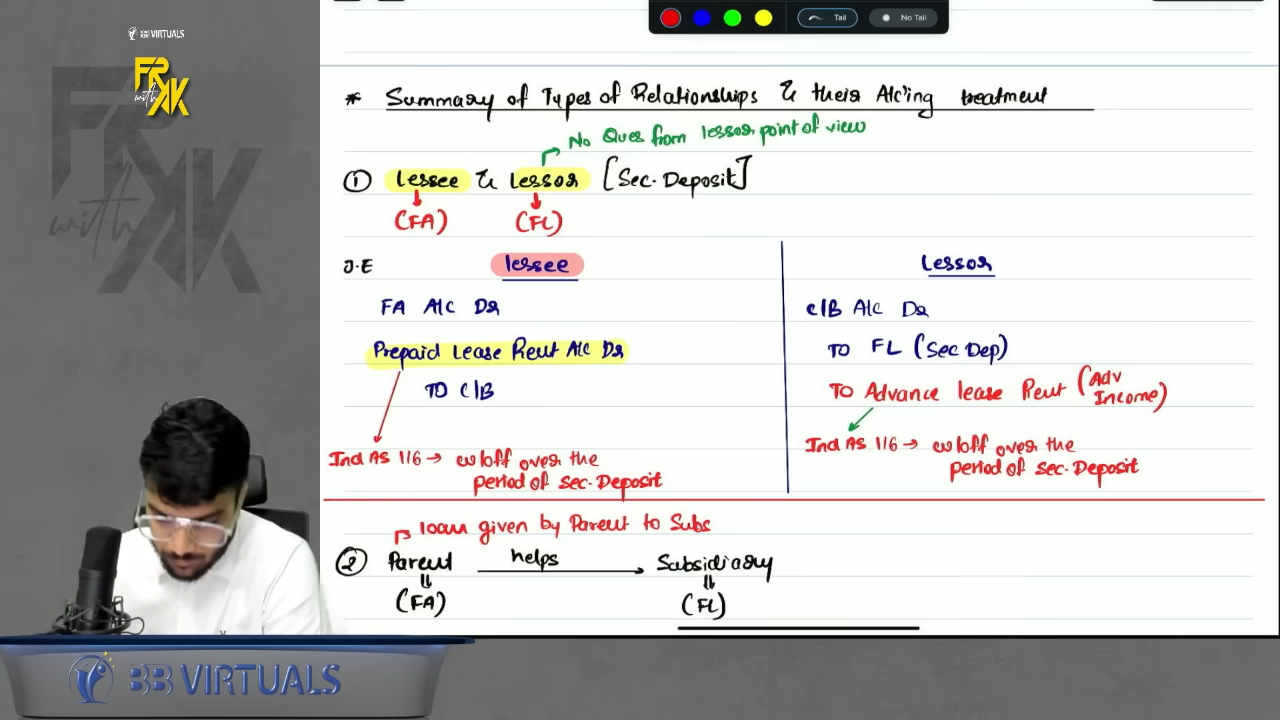 BB VIRTUALS
FR
with
AK
Tail
No Tail
* Summary of Types of Relationships & their A/c'ing treatment
No Ques from lessor point of view
① lessee & lessor [Sec. Deposit]
(FA) (FL)
J.E lessee
FA A/c Dr
Prepaid Lease Rent A/c Dr
To C/B
Ind AS 116 → w/off over the
period of sec. Deposit
Lessor
C/B A/c Dr
To FL (Sec Dep)
To Advance lease Rent (Adv Income)
Ind AS 116 → w/off over the
period of sec. Deposit
loan given by Parent to Subs
② Parent helps Subsidiary
(FA) (FL)
BB VIRTUALS